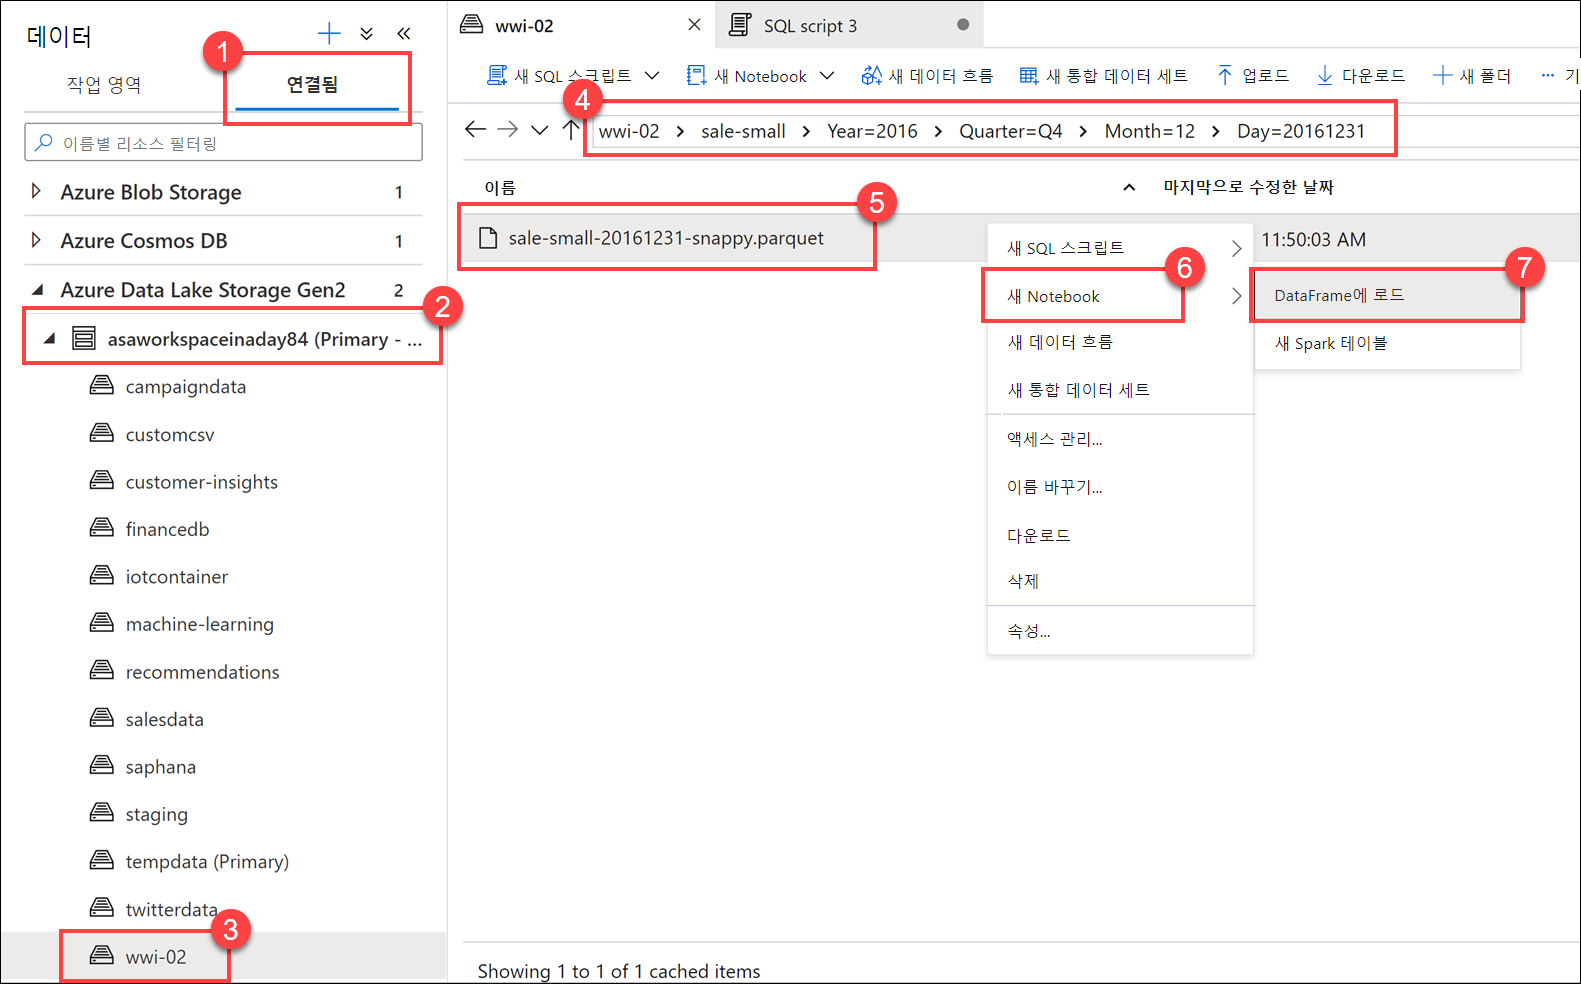 데이터
작업 영역
연결됨
1
이름별 리소스 필터링
Azure Blob Storage 1
Azure Cosmos DB 1
Azure Data Lake Storage Gen2 2
2
asaworkspaceinaday84 (Primary - ...
campaigndata
customcsv
customer-insights
financedb
iotcontainer
machine-learning
recommendations
salesdata
saphana
staging
tempdata (Primary)
twitterdata
3
wwi-02
wwi-02
SQL script 3
새 SQL 스크립트
새 Notebook
새 데이터 흐름
새 통합 데이터 세트
업로드
다운로드
새 폴더
기
4
wwi-02 > sale-small > Year=2016 > Quarter=Q4 > Month=12 > Day=20161231
이름
마지막으로 수정한 날짜
5
sale-small-20161231-snappy.parquet
11:50:03 AM
새 SQL 스크립트
6
새 Notebook
새 데이터 흐름
새 통합 데이터 세트
액세스 관리...
이름 바꾸기...
다운로드
삭제
속성...
7
DataFrame에 로드
새 Spark 테이블
Showing 1 to 1 of 1 cached items